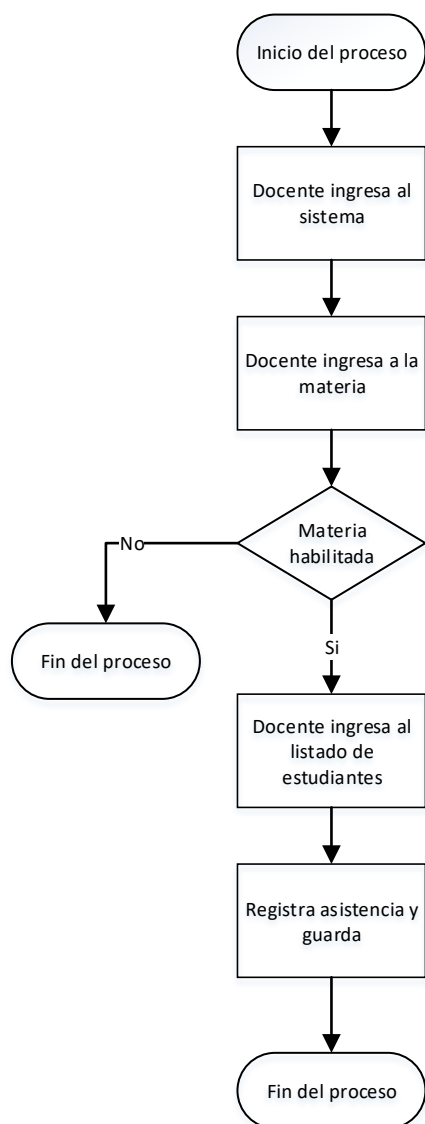 Inicio del proceso
Docente ingresa al
sistema
Docente ingresa a la
materia
Materia
habilitada
No
Fin del proceso
Si
Docente ingresa al
listado de
estudiantes
Registra asistencia y
guarda
Fin del proceso